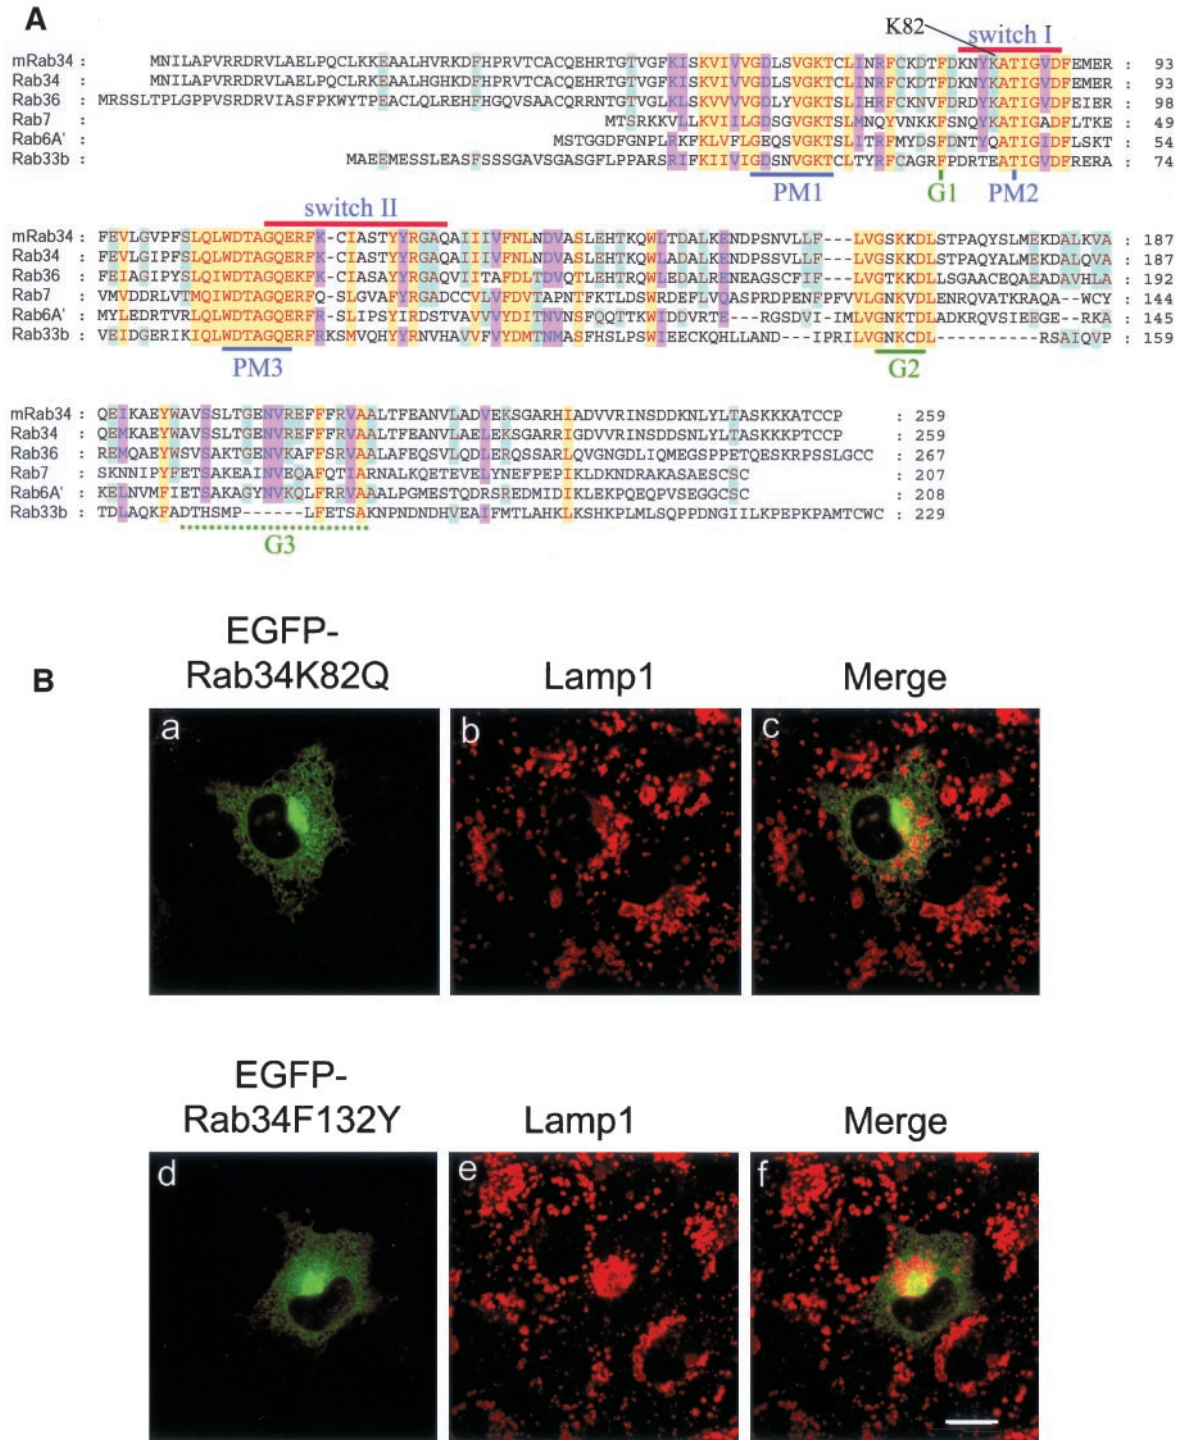 A
K82
switch I
mRab34 : MNILAPVRRDRVLAELPQCLKKEAALHVRKDFHPRVTCACQEHRTGTVGFKISKVIVVGDLSVGKTCLINRFCKDTFDKNYKATIGVDFEMER : 93
Rab34 : MNILAPVRRDRVLAELPQCLRKEAALHGHKDFHPRVTCACQEHRTGTVGFKISKVIVVGDLSVGKTCLINRFCKDTFDKNYKATIGVDFEMER : 93
Rab36 : MRSSLTPLGPPVSRDRVIASFPKWYTPEACLQLREHFHGQVSAACQRRNTGTVGLKLSKVVVVGDLYVGKTSLIHRFCKNVFDRDYKATIGVDFEIER : 98
Rab7 : MTSRKKVLLKVIILGDSGVGKTSLMNQYVNKKFSNQYKATIGADFLTKE : 49
Rab6A' : MSTGGDFGNPLRKFKLVFLGEQSVGKTSLITRFMYDSFDNTYQATIGIDFLSKT : 54
Rab33b : MAEEMESSLEASFSSSGAVSGASGFLPPARSRIFKIIVIGDSNVGKTCLTYRFCAGRFPDRTEATIGVDFRERA : 74
PM1 G1 PM2
switch II
mRab34 : FEVLGVPFSLQLWDTAGQERFK-CIASTYYRGAQAIIIVFNLNDVASLEHTKQWLTDALKENDPSNVLLF---LVGSKKDLSTPAQYSLMEKDALKVA : 187
Rab34 : FEVLGIPFSLQLWDTAGQERFK-CIASTYYRGAQAIIIVFNLNDVASLEHTKQWLADALKENDPSSVLLF---LVGSKKDLSTPAQYALMEKDALQVA : 187
Rab36 : FEIAGIPYSLQIWDTAGQERFK-CIASAYYRGAQVIITAFDLTDVQTLEHTRQWLEDALRENEAGSCFIF---LVGTKKDLLSGAACEQAEADAVHLA : 192
Rab7 : VMVDDRLVTMQIWDTAGQERFQ-SLGVAFYRGADCCVLVFDVTAPNTFKTLDSWRDEFLVQASPRDPENFPFVVLGNKVDLENRQVATKRAQA--WCY : 144
Rab6A' : MYLEDRTVRLQLWDTAGQERFR-SLIPSYIRDSTVAVVVYDITNVNSFQQTTKWIDDVRTE---RGSDVI-IMLVGNKTDLADKRQVSIEEGE--RKA : 145
Rab33b : VEIDGERIKIQLWDTAGQERFRKSMVQHYYRNVHAVVFVYDMTNMASFHSLPSWIEECKQHLLAND---IPRILVGNKCDL----------RSAIQVP : 159
PM3 G2
mRab34 : QEIKAEYWAVSSLTGENVREFFFRVAALTFEANVLADVEKSGARHIADVVRINSDDKNLYLTASKKKATCCP : 259
Rab34 : QEMKAEYWAVSSLTGENVREFFFRVAALTFEANVLAELEKSGARRIGDVVRINSDDSNLYLTASKKKPTCCP : 259
Rab36 : REMQAEYWSVSAKTGENVKAFFSRVAALAFEQSVLQDLERQSSARLQVGNGDLIQMEGSPPETQESKRPSSLGCC : 267
Rab7 : SKNNIPYFETSAKEAINVEQAFQTIARNALKQETEVELYNEFPEPIKLDKNDRAKASAESCSC : 207
Rab6A' : KELNVMFIETSAKAGYNVKQLFRRVAAALPGMESTQDRSREDMIDIKLEKPQEQPVSEGGCSC : 208
Rab33b : TDLAQKFADTHSMP------LFETSAKNPNDNDHVEAIFMTLAHKLKSHKPLMLSQPPDNGIILKPEPKPAMTCWC : 229
G3
B
EGFP-
Rab34K82Q Lamp1 Merge
a b c
EGFP-
Rab34F132Y Lamp1 Merge
d e f